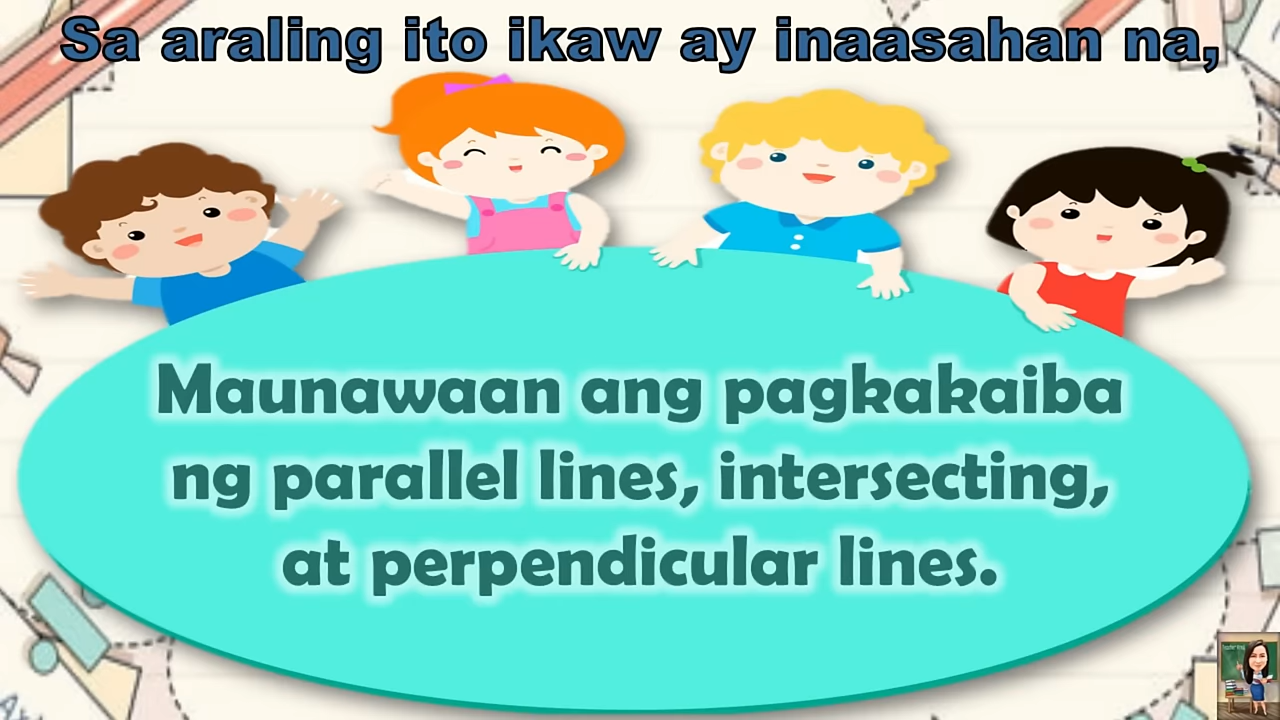 Sa araling ito ikaw ay inaasahan na,
Maunawaan ang pagkakaiba
ng parallel lines, intersecting,
at perpendicular lines.